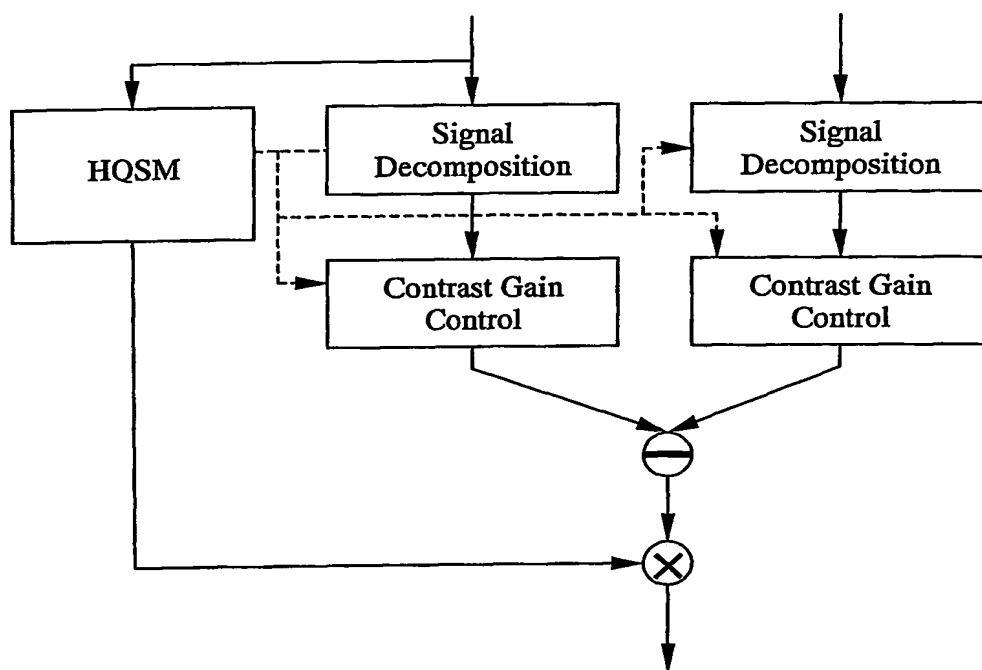 HQSM
Signal
Decomposition
Signal
Decomposition
Contrast Gain
Control
Contrast Gain
Control